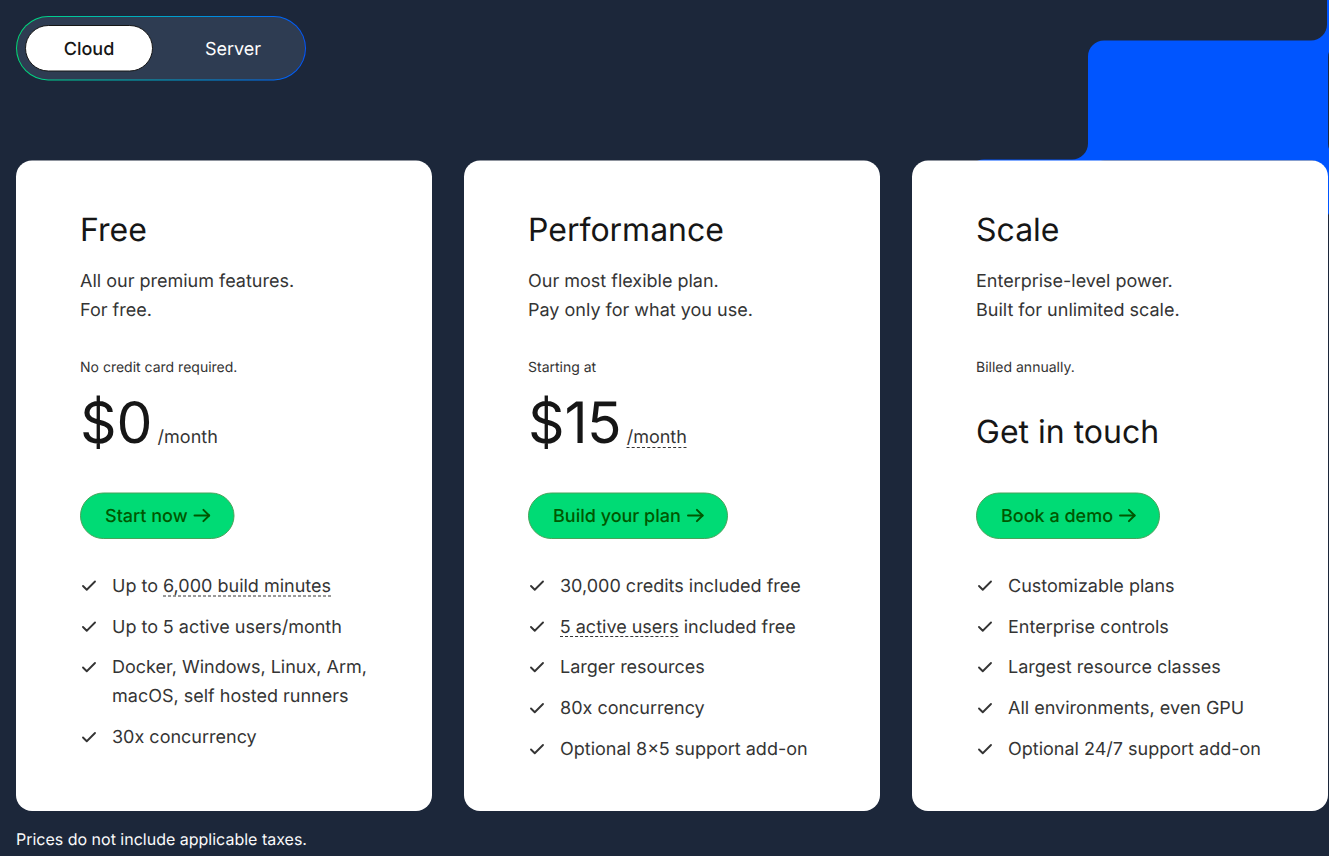 Cloud
Server
Free
All our premium features.
For free.
No credit card required.
$0 /month
Start now →
Up to 6,000 build minutes
Up to 5 active users/month
Docker, Windows, Linux, Arm,
macOS, self hosted runners
30x concurrency
Performance
Our most flexible plan.
Pay only for what you use.
Starting at
$15 /month
Build your plan →
30,000 credits included free
5 active users included free
Larger resources
80x concurrency
Optional 8×5 support add-on
Scale
Enterprise-level power.
Built for unlimited scale.
Billed annually.
Get in touch
Book a demo →
Customizable plans
Enterprise controls
Largest resource classes
All environments, even GPU
Optional 24/7 support add-on
Prices do not include applicable taxes.